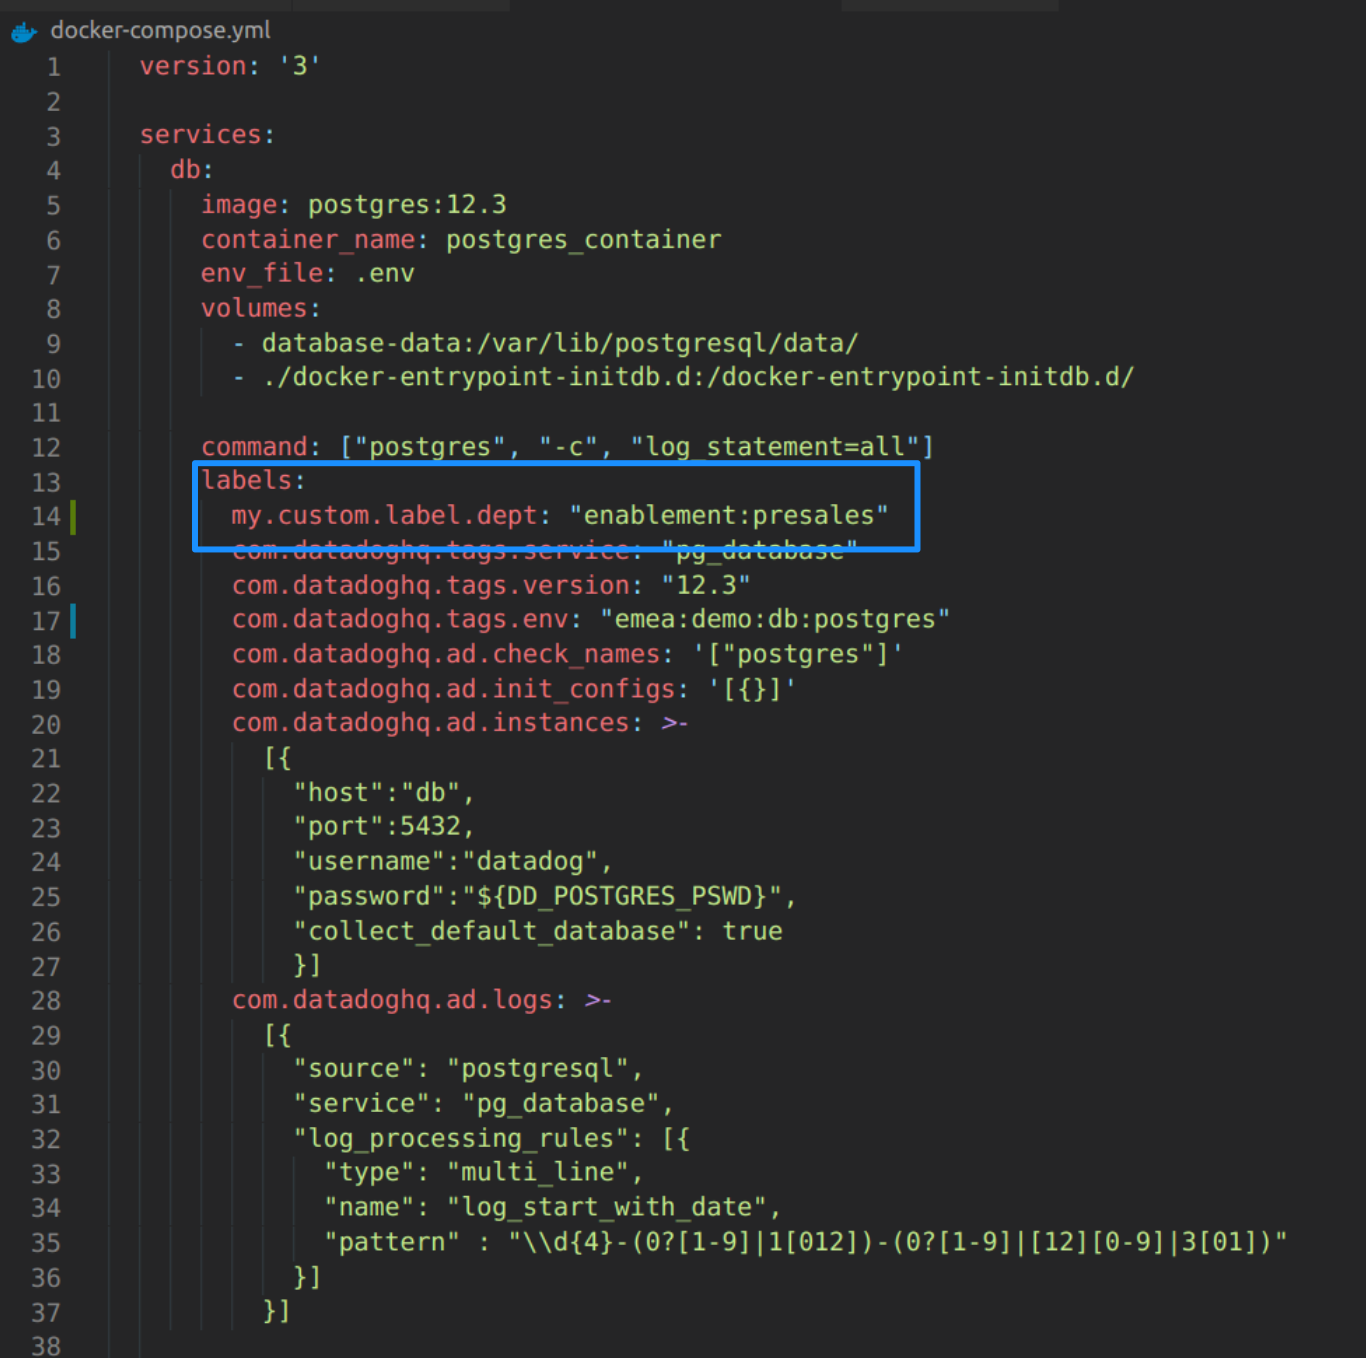 docker-compose.yml
1 version: '3'
2
3 services:
4 db:
5 image: postgres:12.3
6 container_name: postgres_container
7 env_file: .env
8 volumes:
9 - database-data:/var/lib/postgresql/data/
10 - ./docker-entrypoint-initdb.d:/docker-entrypoint-initdb.d/
11
12 command: ["postgres", "-c", "log_statement=all"]
13 labels:
14 my.custom.label.dept: "enablement:presales"
15 com.datadoghq.tags.service: "pg_database"
16 com.datadoghq.tags.version: "12.3"
17 com.datadoghq.tags.env: "emea:demo:db:postgres"
18 com.datadoghq.ad.check_names: '["postgres"]'
19 com.datadoghq.ad.init_configs: '[{}]'
20 com.datadoghq.ad.instances: >-
21 [{
22 "host":"db",
23 "port":5432,
24 "username":"datadog",
25 "password":"${DD_POSTGRES_PSWD}",
26 "collect_default_database": true
27 }]
28 com.datadoghq.ad.logs: >-
29 [{
30 "source": "postgresql",
31 "service": "pg_database",
32 "log_processing_rules": [{
33 "type": "multi_line",
34 "name": "log_start_with_date",
35 "pattern" : "\\d{4}-(0?[1-9]|1[012])-(0?[1-9]|[12][0-9]|3[01])"
36 }]
37 }]
38